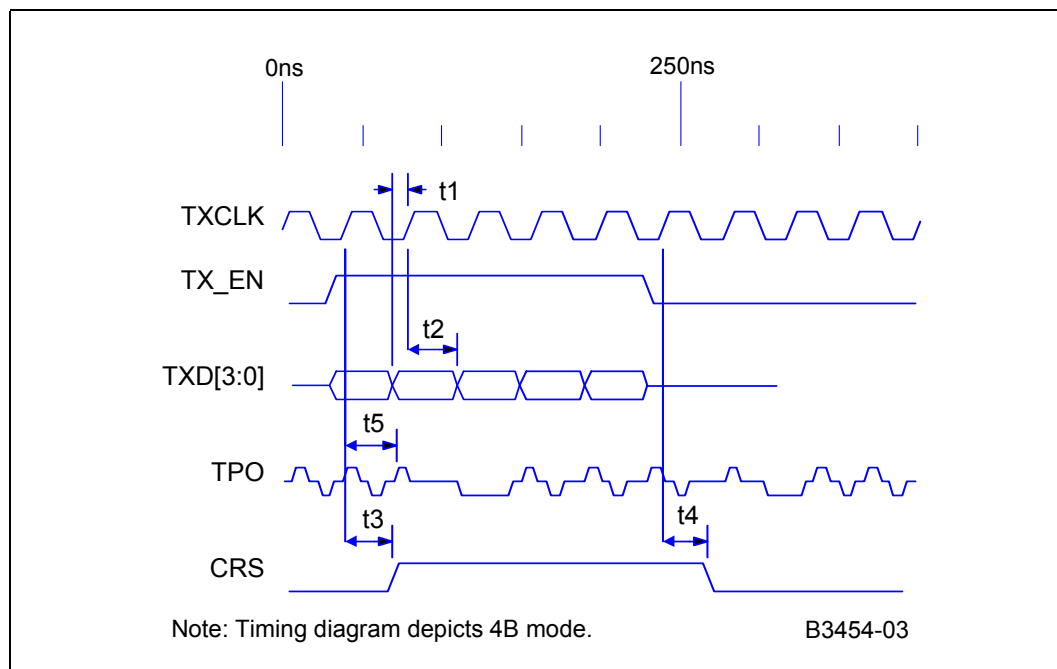 0ns 250ns
t1
TXCLK
TX_EN
t2
TXD[3:0]
t5
TPO
t3 t4
CRS
Note: Timing diagram depicts 4B mode. B3454-03